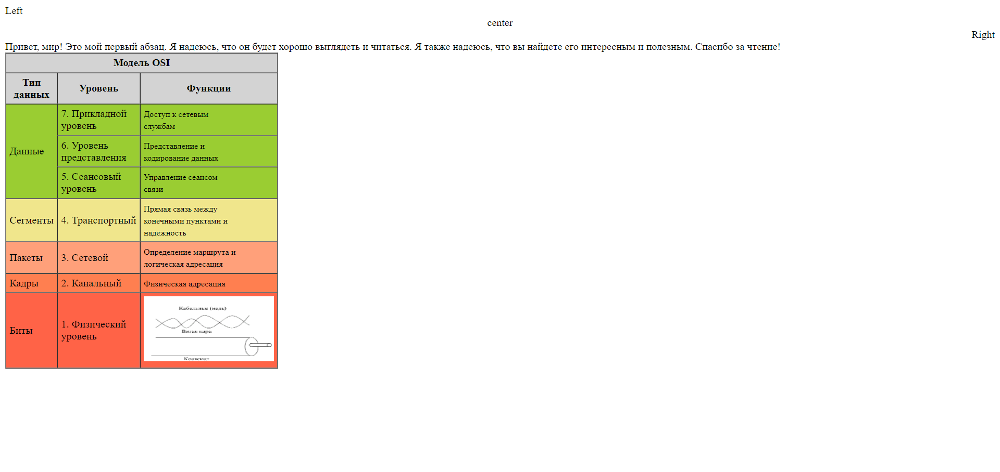 Left
center
Right
Привет, мир! Это мой первый абзац. Я надеюсь, что он будет хорошо выглядеть и читаться. Я также надеюсь, что вы найдете его интересным и полезным. Спасибо за чтение!
Модель OSI
Тип
данных
Уровень
Функции
Данные
7. Прикладной
уровень
Доступ к сетевым
службам
6. Уровень
представления
Представление и
кодирование данных
5. Сеансовый
уровень
Управление сеансом
связи
Сегменты
4. Транспортный
Прямая связь между
конечными пунктами и
надежность
Пакеты
3. Сетевой
Определение маршрута и
логическая адресация
Кадры
2. Канальный
Физическая адресация
Биты
1. Физический
уровень
Кабельные (медь)
Витая пара
Коаксиал